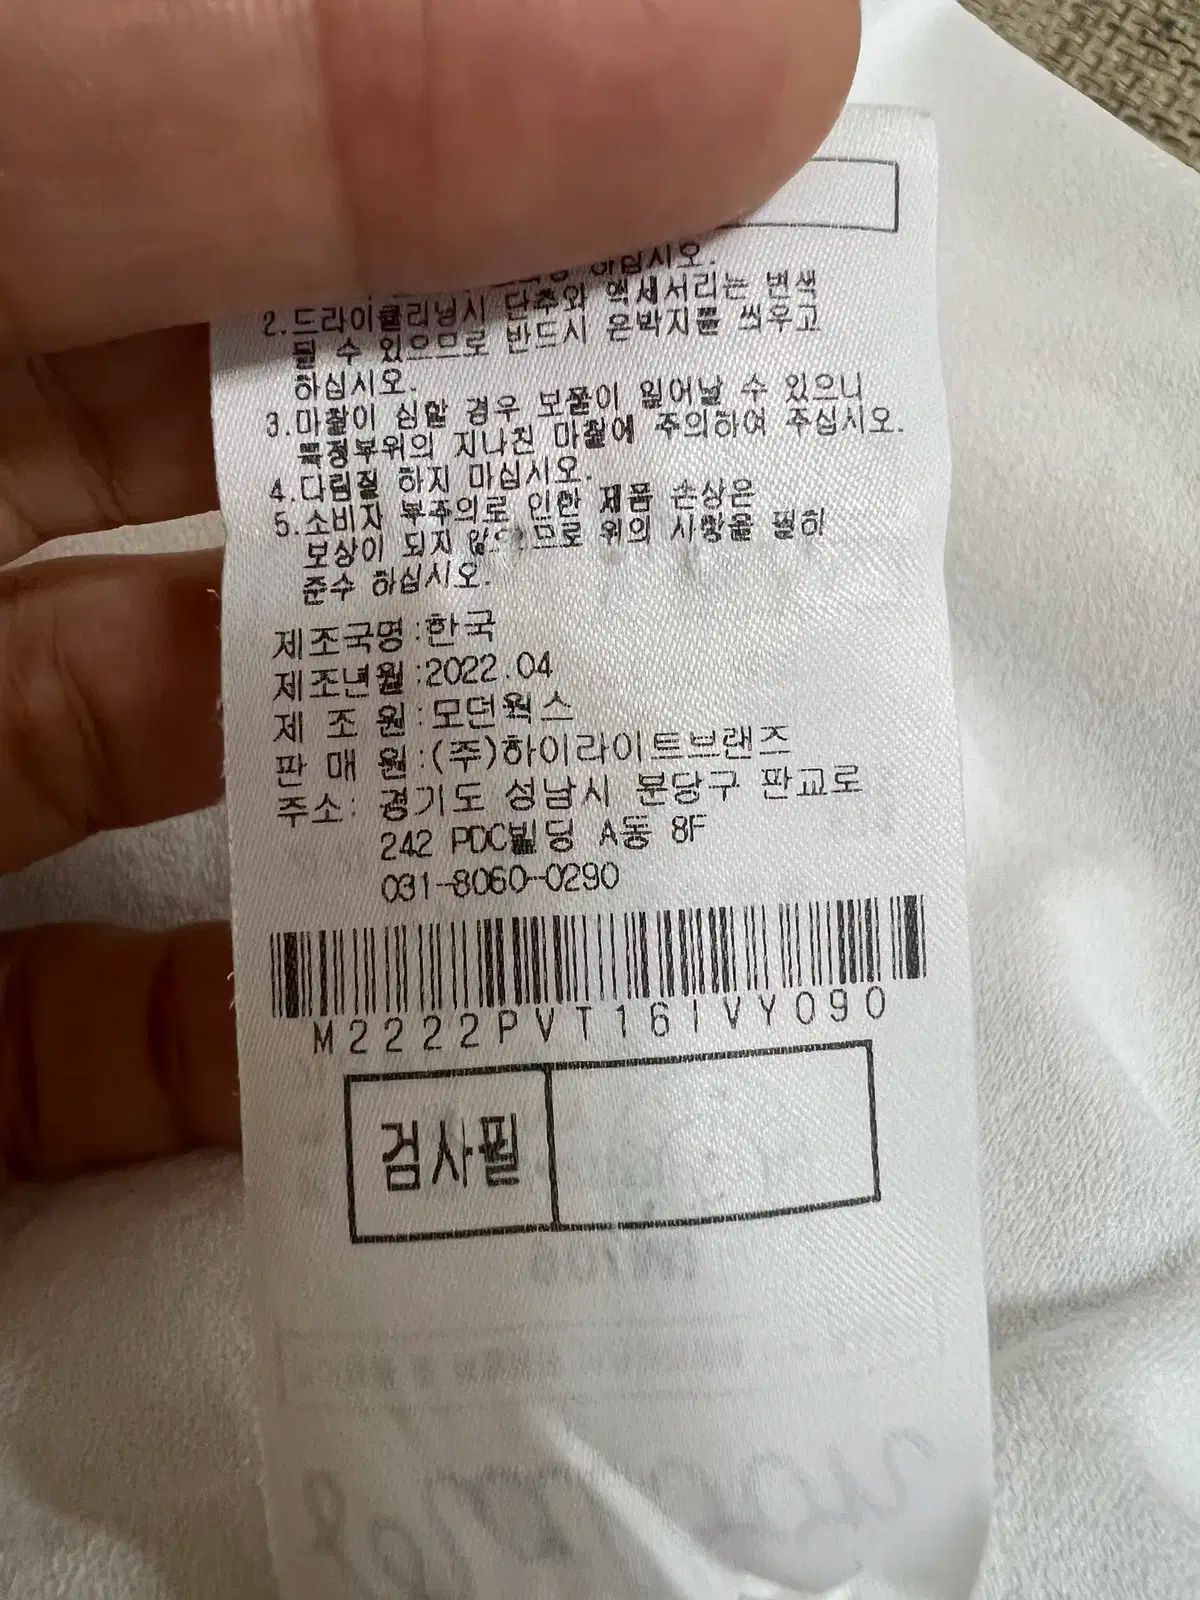 하십시오.
2.드라이클리닝시 단추와 액세서리는 변색
될 수 있으므로 반드시 은박지를 씌우고
하십시오.
3.마찰이 심할 경우 보풀이 일어날 수 있으니
특정부위의 지나친 마찰에 주의하여 주십시오.
4.다림질 하지 마십시오.
5.소비자 부주의로 인한 제품 손상은
보상이 되지 않으므로 위의 사항을 필히
준수 하십시오.
제조국명:한국
제조년월:2022.04
제 조 원:모던웍스
판 매 원:(주)하이라이트브랜즈
주소: 경기도 성남시 분당구 판교로
242 PDC빌딩 A동 8F
031-8060-0290
M2222PVT16IVY090
검사필